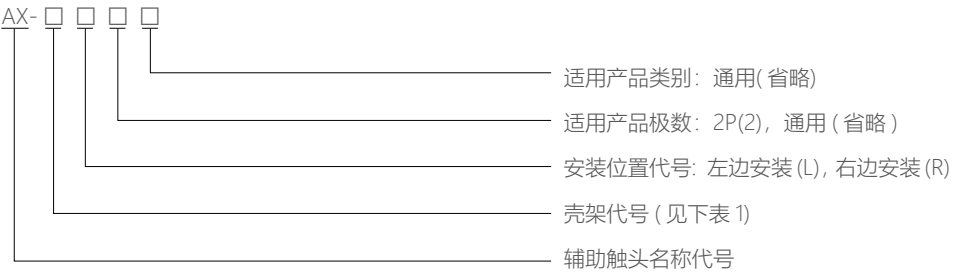 AX-□ □ □ □
适用产品类别：通用( 省略)
适用产品极数：2P(2)，通用 ( 省略 )
安装位置代号: 左边安装 (L), 右边安装 (R)
壳架代号 ( 见下表 1)
辅助触头名称代号